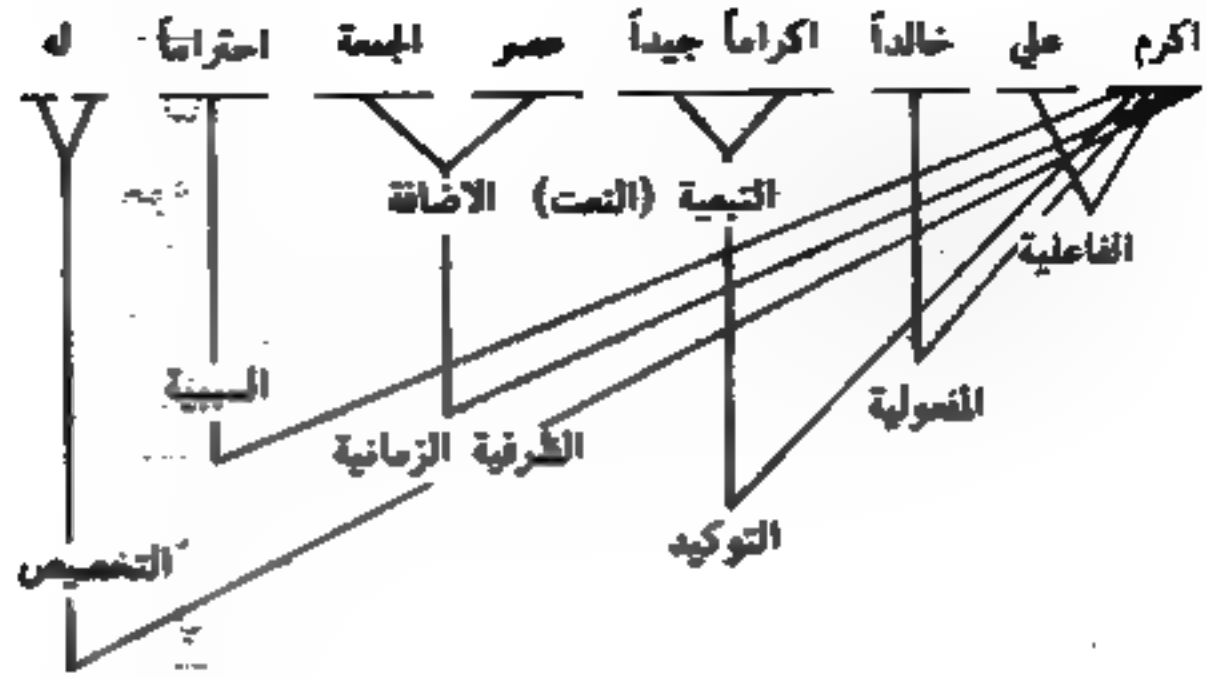 اكرم علي خالداً اكراماً جيداً عصر الجمعة احتراماً له
التبعية (النعت) الاضافة
الفاعلية
السببية
المفعولية
الظرفية الزمانية
التوكيد
التخصيص